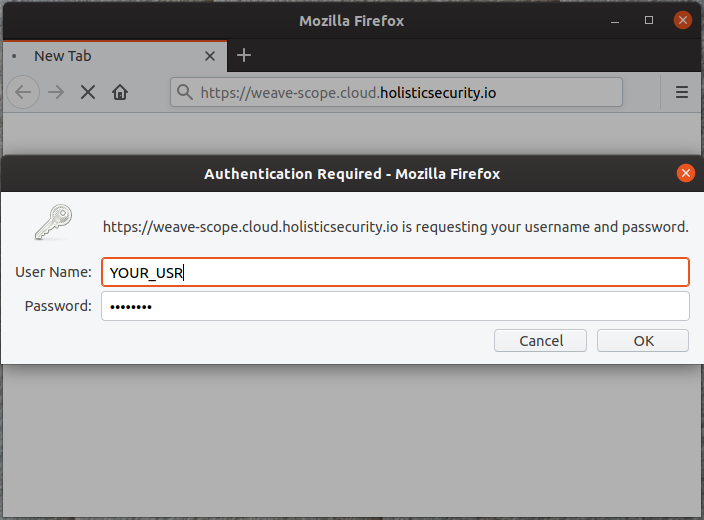 Mozilla Firefox
New Tab
https://weave-scope.cloud.holisticsecurity.io
Authentication Required - Mozilla Firefox
https://weave-scope.cloud.holisticsecurity.io is requesting your username and password.
User Name: YOUR_USR
Password: ••••••••
Cancel OK